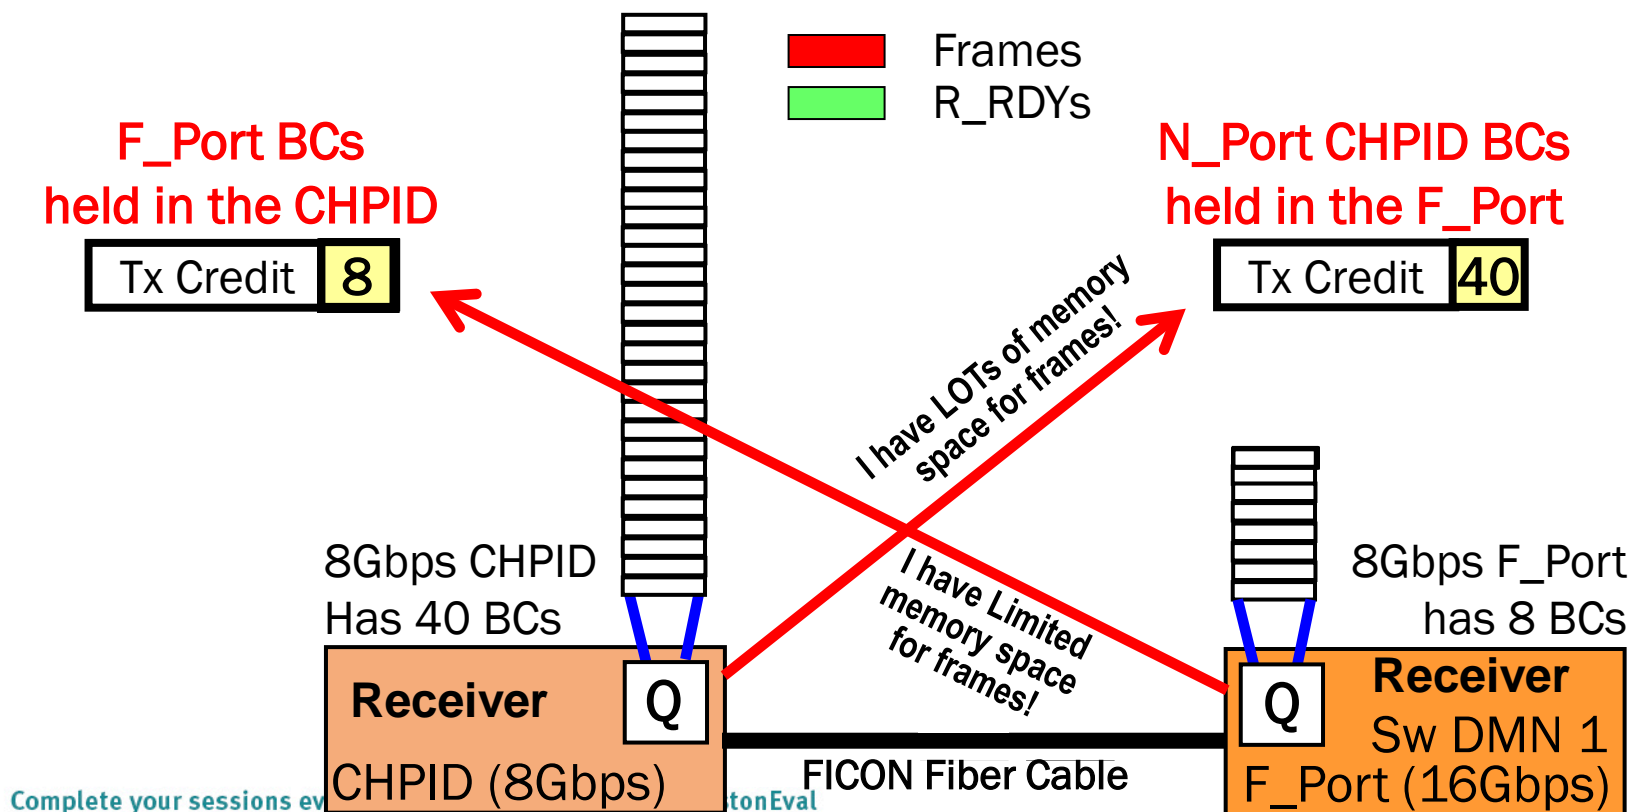 Frames
R_RDYs
F_Port BCs
held in the CHPID
Tx Credit 8
N_Port CHPID BCs
held in the F_Port
Tx Credit 40
I have LOTs of memory
space for frames!
I have Limited
memory space
for frames!
8Gbps CHPID
Has 40 BCs
8Gbps F_Port
has 8 BCs
Receiver
Q
CHPID (8Gbps)
FICON Fiber Cable
Q
Receiver
Sw DMN 1
F_Port (16Gbps)
Complete your sessions ev
stonEval